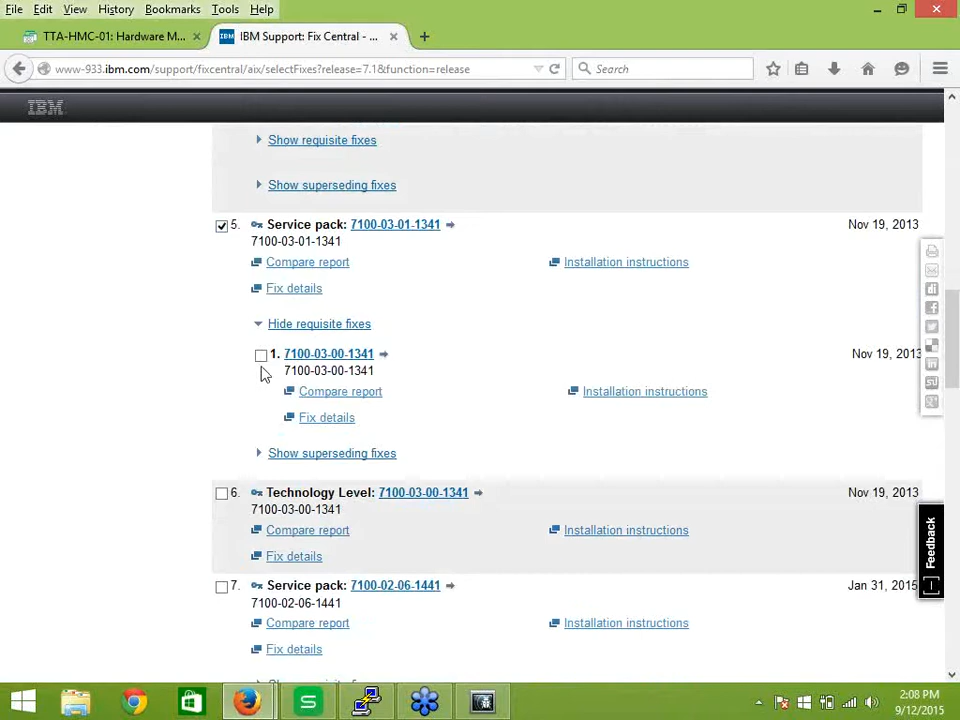 File Edit View History Bookmarks Tools Help
TTA-HMC-01: Hardware M...
IBM
IBM Support: Fix Central - ...
www-933.ibm.com/support/fixcentral/aix/selectFixes?release=7.1&function=release
Search
IBM
Show requisite fixes
Show superseding fixes
5. Service pack: 7100-03-01-1341 Nov 19, 2013
7100-03-01-1341
Compare report Installation instructions
Fix details
Hide requisite fixes
1. 7100-03-00-1341 Nov 19, 2013
7100-03-00-1341
Compare report Installation instructions
Fix details
Show superseding fixes
6. Technology Level: 7100-03-00-1341 Nov 19, 2013
7100-03-00-1341
Compare report Installation instructions
Fix details
7. Service pack: 7100-02-06-1441 Jan 31, 2015
7100-02-06-1441
Compare report Installation instructions
Fix details
Feedback
2:08 PM
9/12/2015